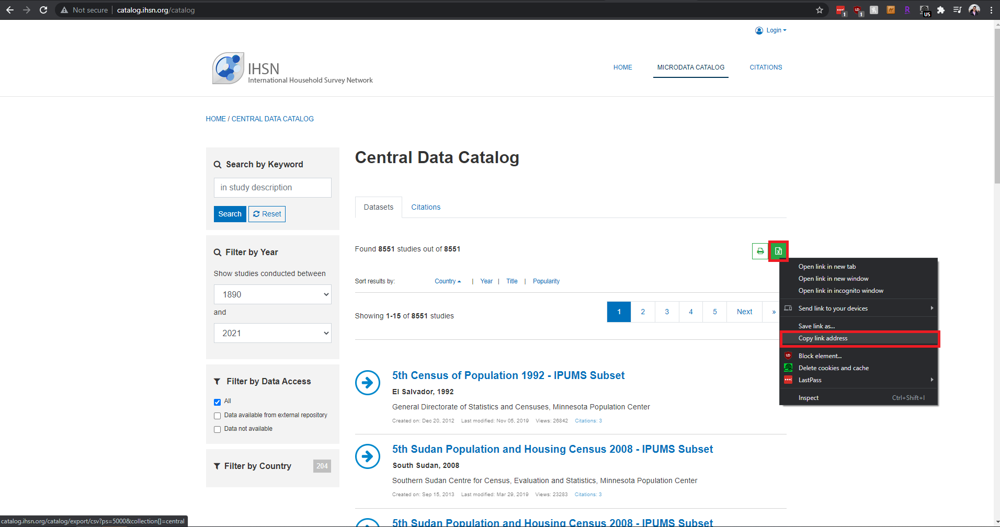 Not secure | catalog.ihsn.org/catalog
1
1
US
Login
IHSN
International Household Survey Network
HOME
MICRODATA CATALOG
CITATIONS
HOME / CENTRAL DATA CATALOG
Search by Keyword
in study description
Search
Reset
Filter by Year
Show studies conducted between
1890
and
2021
Filter by Data Access
All
Data available from external repository
Data not available
Filter by Country
204
Central Data Catalog
Datasets
Citations
Found 8551 studies out of 8551
Sort results by:
Country | Year | Title | Popularity
Showing 1-15 of 8551 studies
1 2 3 4 5 Next »
5th Census of Population 1992 - IPUMS Subset
El Salvador, 1992
General Directorate of Statistics and Censuses, Minnesota Population Center
Created on: Dec 20, 2012 Last modified: Nov 05, 2019 Views: 26842 Citations: 3
5th Sudan Population and Housing Census 2008 - IPUMS Subset
South Sudan, 2008
Southern Sudan Centre for Census, Evaluation and Statistics, Minnesota Population Center
Created on: Sep 15, 2013 Last modified: Mar 29, 2019 Views: 23283 Citations: 3
5th Sudan Population and Housing Census 2008 - IPUMS Subset
Open link in new tab
Open link in new window
Open link in incognito window
Send link to your devices
Save link as...
Copy link address
Block element...
Delete cookies and cache
LastPass
Inspect Ctrl+Shift+I
catalog.ihsn.org/catalog/export/csv?ps=5000&collection[]=central